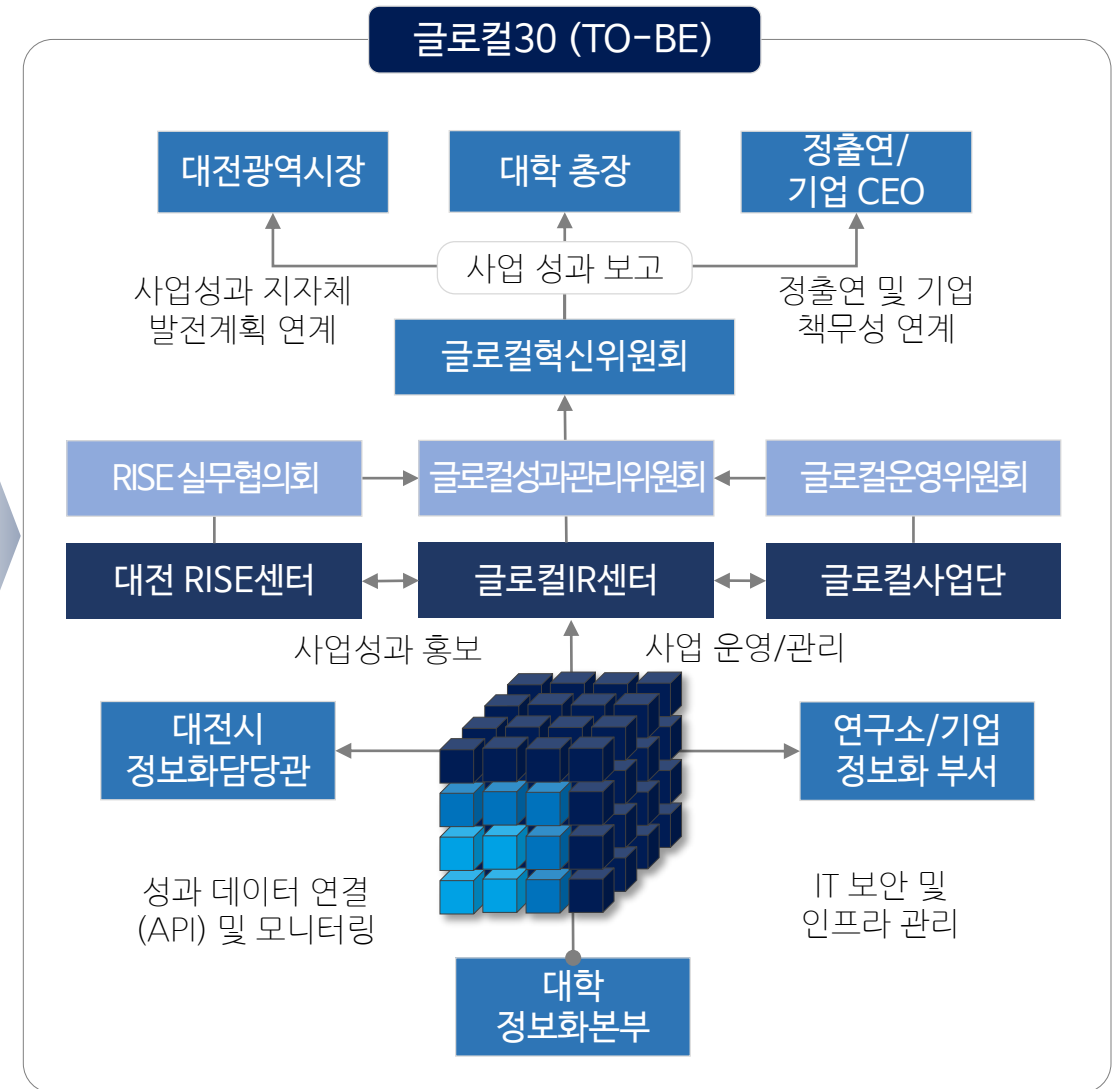 글로컬30 (TO-BE)
대전광역시장
대학 총장
정출연/
기업 CEO
사업 성과 보고
사업성과 지자체
발전계획 연계
정출연 및 기업
책무성 연계
글로컬혁신위원회
RISE 실무협의회
글로컬성과관리위원회
글로컬운영위원회
대전 RISE센터
글로컬IR센터
글로컬사업단
사업성과 홍보
사업 운영/관리
대전시
정보화담당관
연구소/기업
정보화 부서
성과 데이터 연결
(API) 및 모니터링
IT 보안 및
인프라 관리
대학
정보화본부